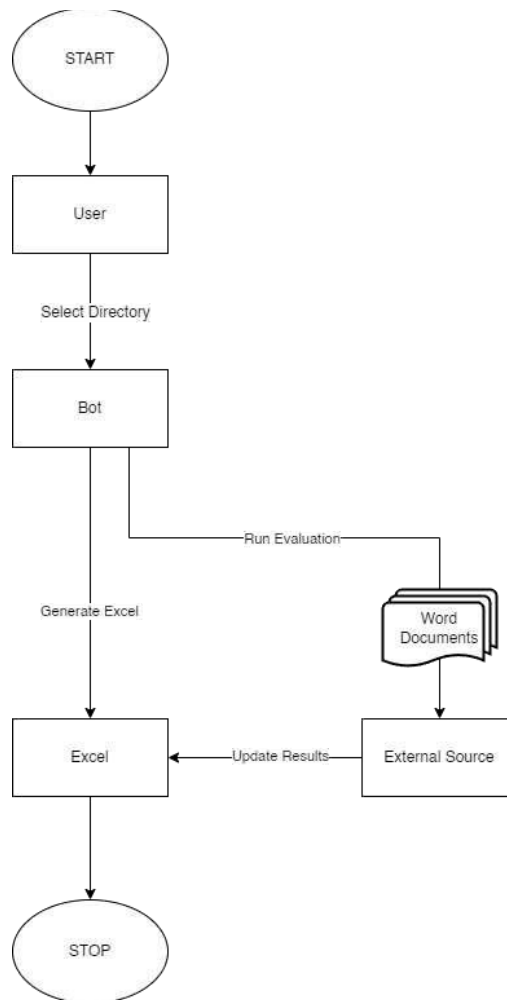 START
User
Select Directory
Bot
Run Evaluation
Generate Excel
Word
Documents
Excel
Update Results
External Source
STOP